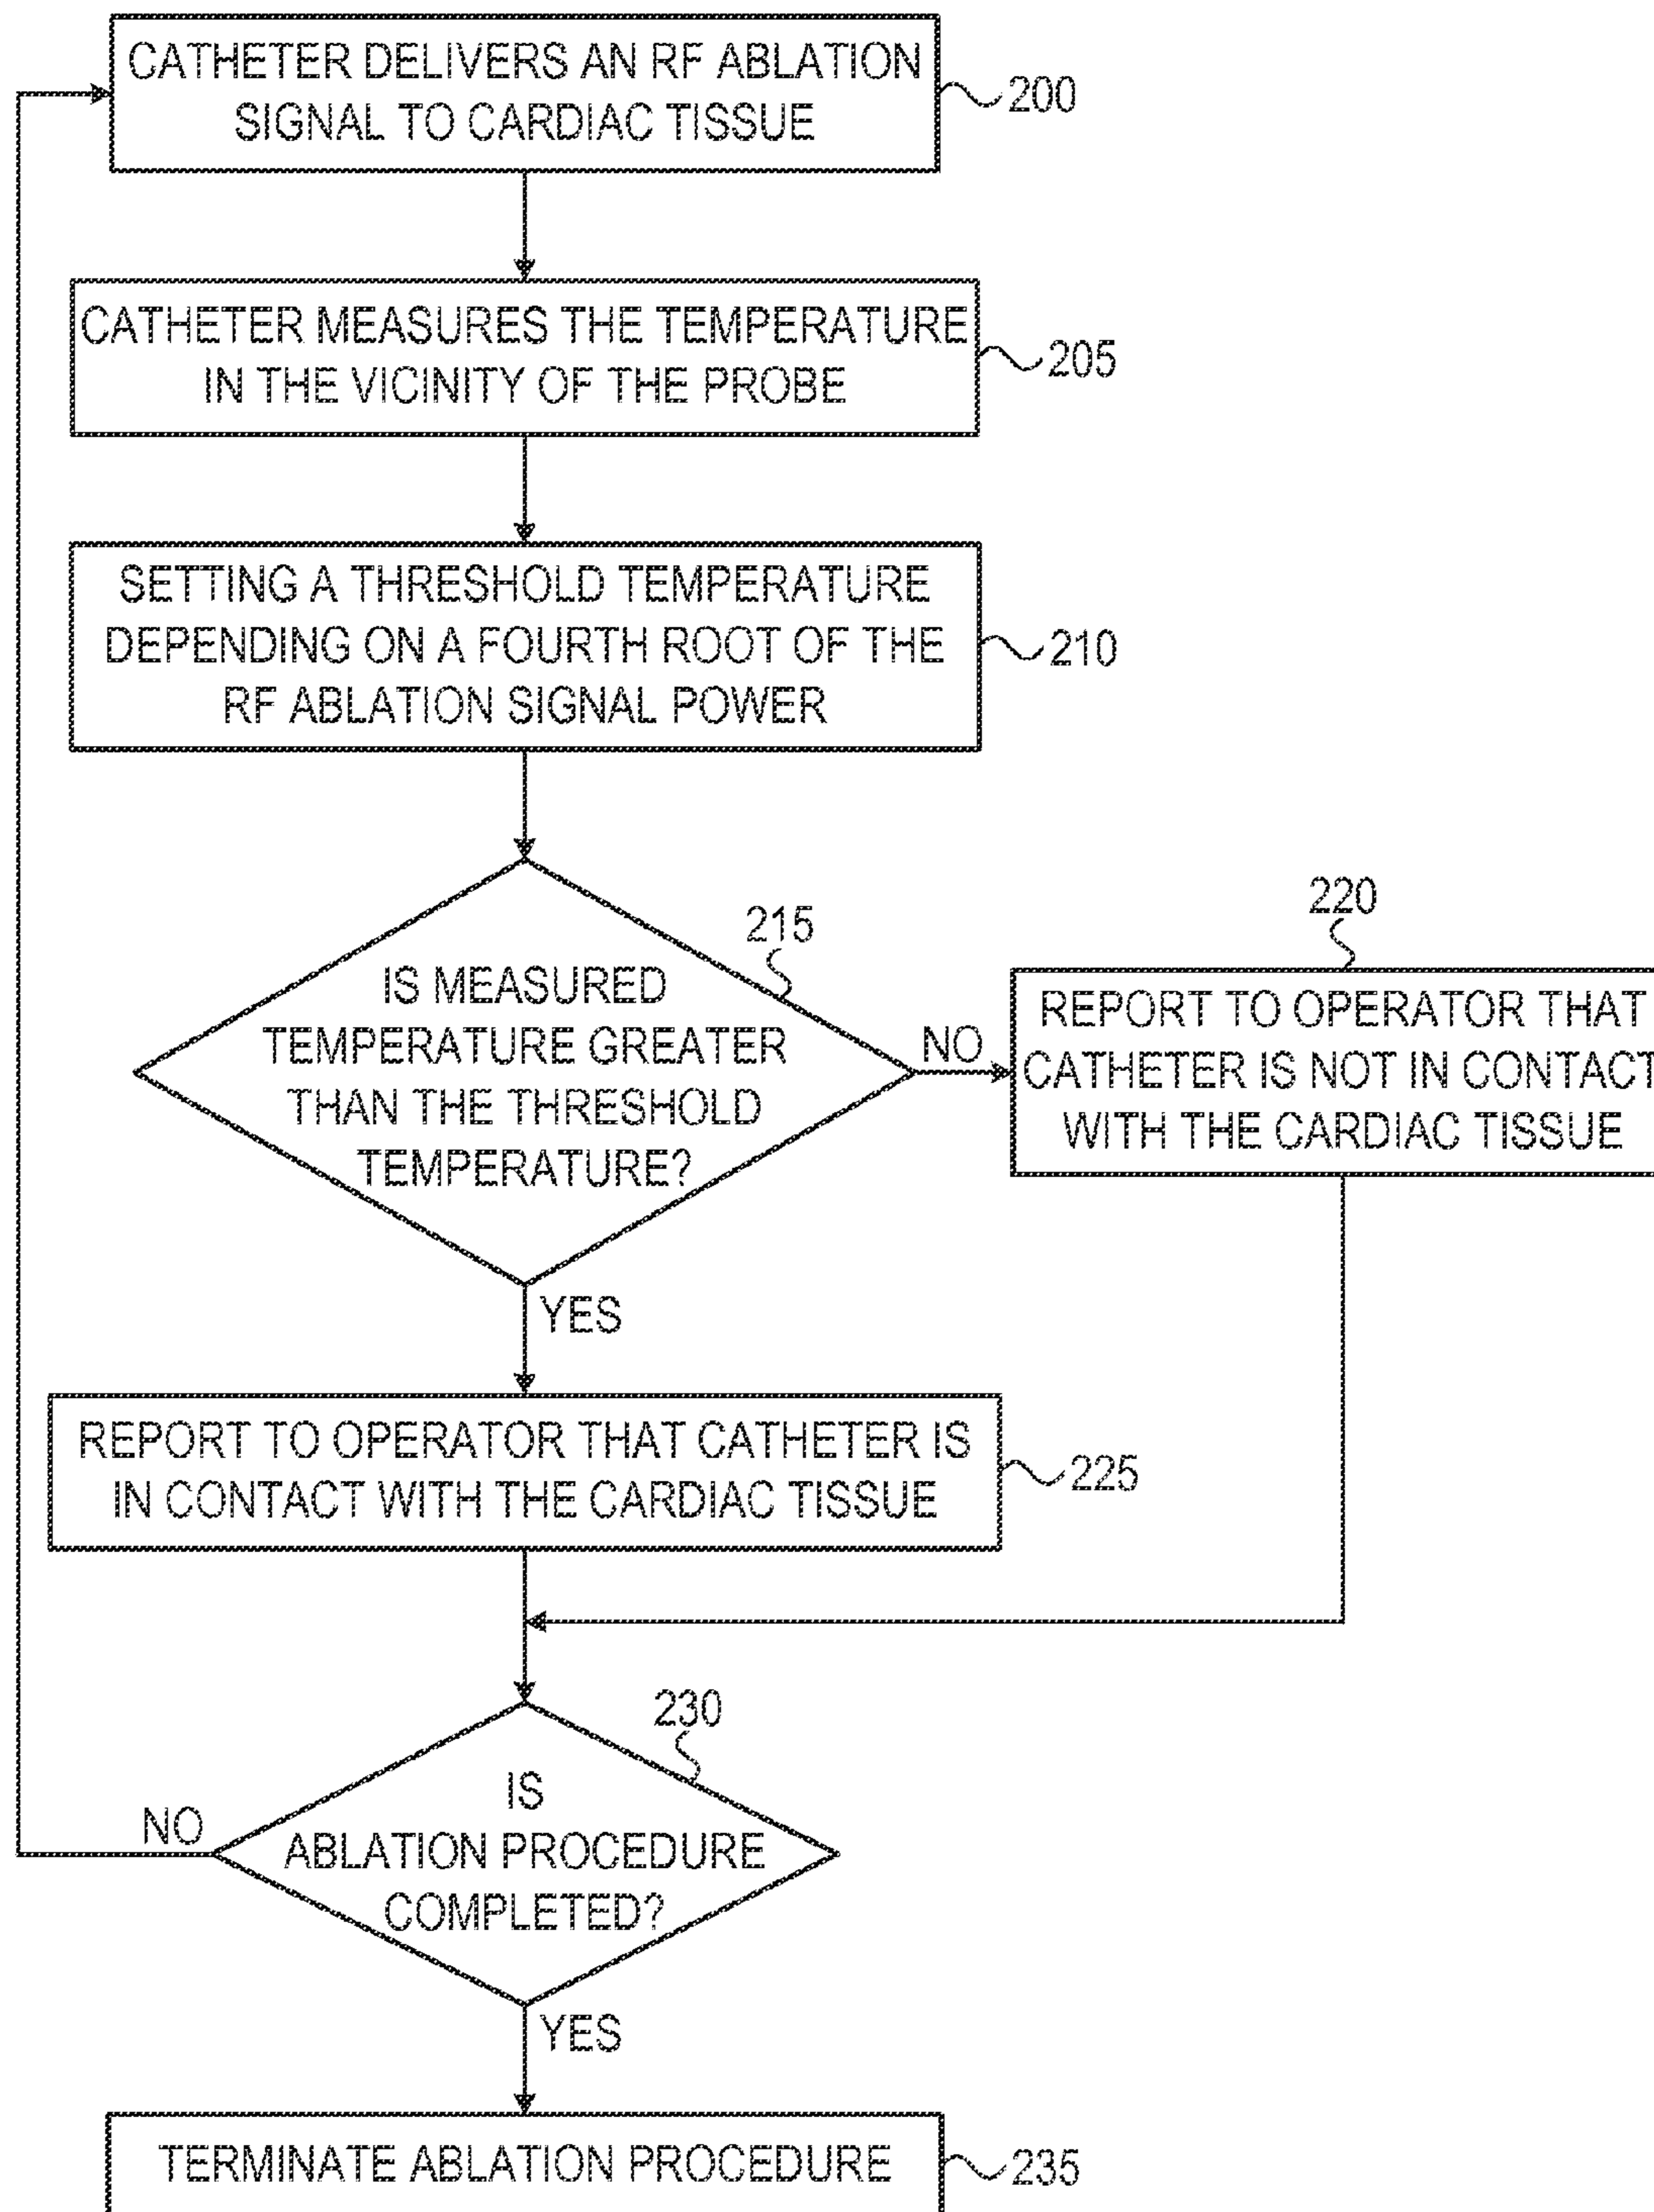 CATHETER DELIVERS AN RF ABLATION
SIGNAL TO CARDIAC TISSUE
200
CATHETER MEASURES THE TEMPERATURE
IN THE VICINITY OF THE PROBE
205
SETTING A THRESHOLD TEMPERATURE
DEPENDING ON A FOURTH ROOT OF THE
RF ABLATION SIGNAL POWER
210
215
IS MEASURED
TEMPERATURE GREATER
THAN THE THRESHOLD
TEMPERATURE?
NO
220
REPORT TO OPERATOR THAT
CATHETER IS NOT IN CONTACT
WITH THE CARDIAC TISSUE
YES
REPORT TO OPERATOR THAT CATHETER IS
IN CONTACT WITH THE CARDIAC TISSUE
225
230
IS
ABLATION PROCEDURE
COMPLETED?
NO
YES
TERMINATE ABLATION PROCEDURE
235